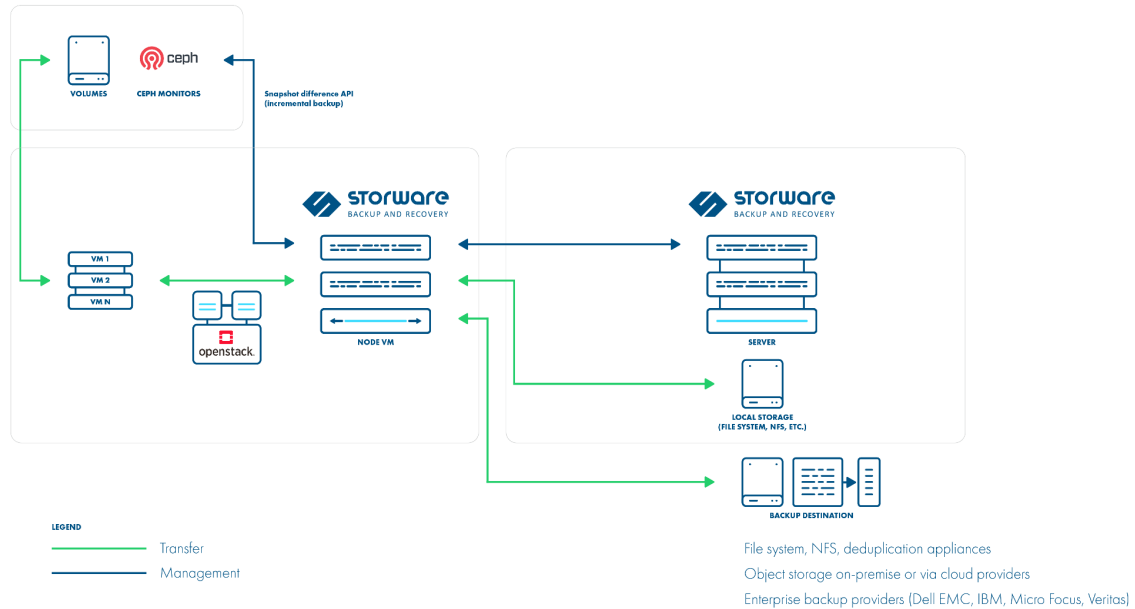 ceph
VOLUMES
CEPH MONITORS
Snapshot difference API
(incremental backup)
STORWARE
BACKUP AND RECOVERY
STORWARE
BACKUP AND RECOVERY
VM 1
VM 2
VM N
openstack.
NODE VM
SERVER
LOCAL STORAGE
(FILE SYSTEM, NFS, ETC.)
BACKUP DESTINATION
LEGEND
Transfer
Management
File system, NFS, deduplication appliances
Object storage on-premise or via cloud providers
Enterprise backup providers (Dell EMC, IBM, Micro Focus, Veritas)